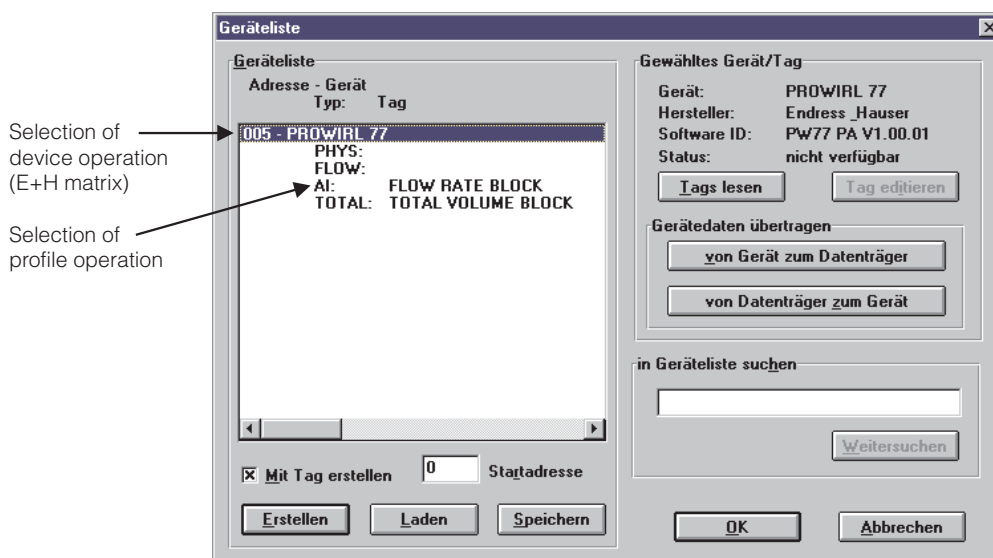 Selection of
device operation
(E+H matrix)
Selection of
profile operation
Geräteliste
Geräteliste
Adresse - Gerät
Typ: Tag
005 - PROWIRL 77
PHYS:
FLOW:
AI: FLOW RATE BLOCK
TOTAL: TOTAL VOLUME BLOCK
Mit Tag erstellen 0 Startadresse
Erstellen Laden Speichern
Gewähltes Gerät/Tag
Gerät: PROWIRL 77
Hersteller: Endress _Hauser
Software ID: PW77 PA V1.00.01
Status: nicht verfügbar
Tags lesen Tag editieren
Gerätedaten übertragen
von Gerät zum Datenträger
von Datenträger zum Gerät
in Geräteliste suchen
Weitersuchen
OK Abbrechen